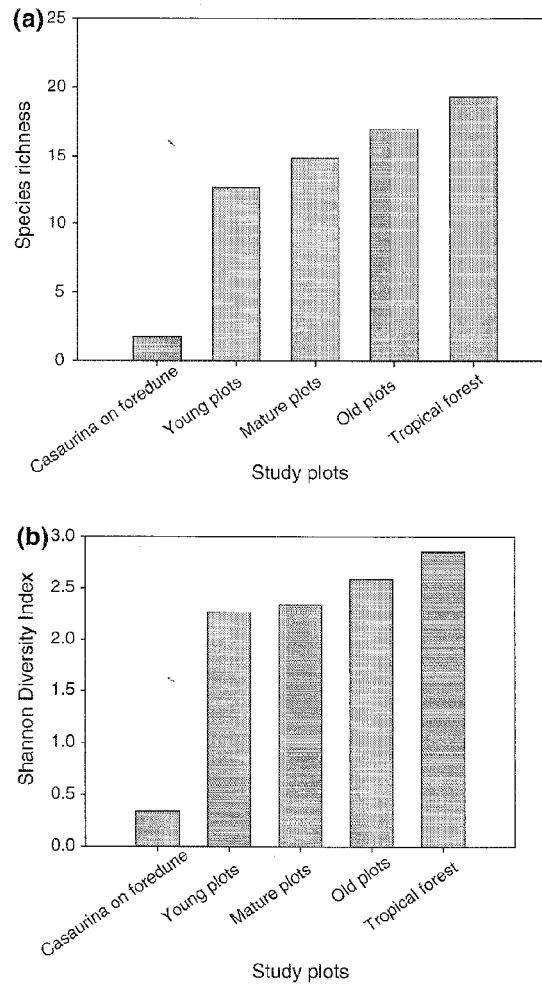 (a)
25
20
15
10
5
0
Species richness
Casaurina on foredune
Young plots
Mature plots
Old plots
Tropical forest
Study plots
(b)
3.0
2.5
2.0
1.5
1.0
0.5
0.0
Shannon Diversity Index
Casaurina on foredune
Young plots
Mature plots
Old plots
Tropical forest
Study plots